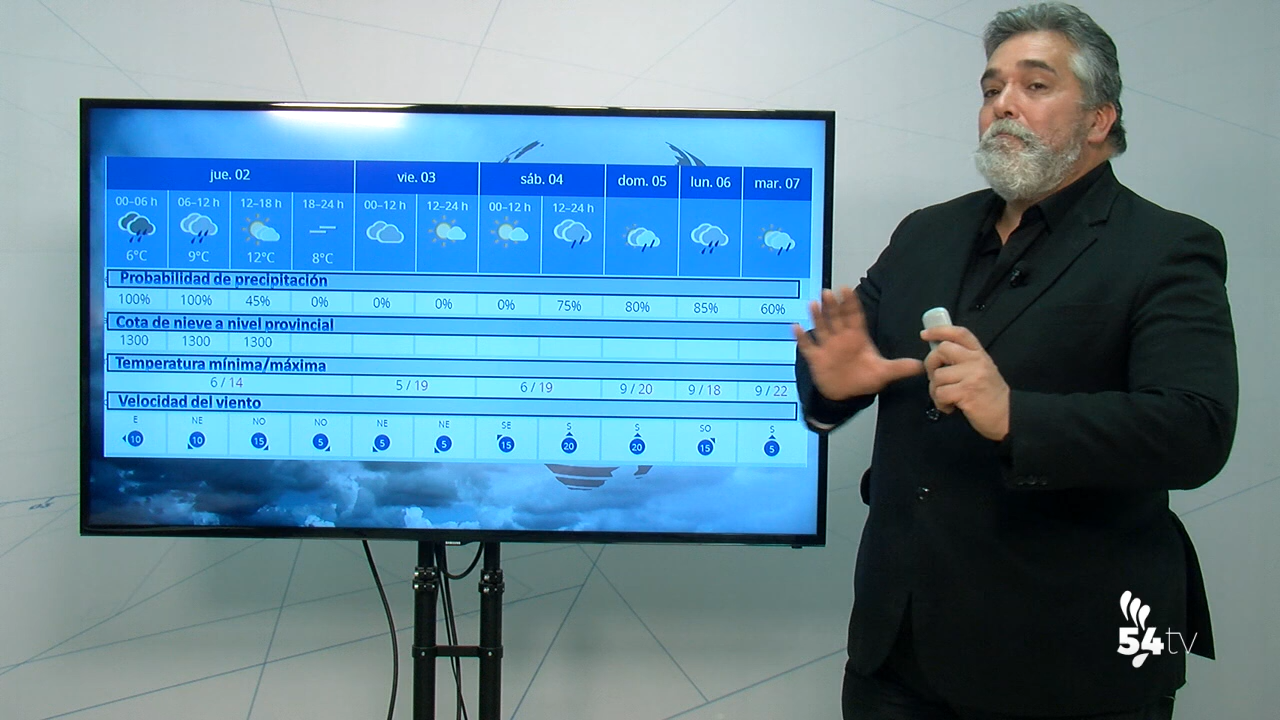 jue. 02 vie. 03 sáb. 04 dom. 05 lun. 06 mar. 07
00–06 h 06–12 h 12–18 h 18–24 h 00–12 h 12–24 h 00–12 h 12–24 h
6°C 9°C 12°C 8°C
Probabilidad de precipitación
100% 100% 45% 0% 0% 0% 0% 75% 80% 85% 60%
Cota de nieve a nivel provincial
1300 1300 1300
Temperatura mínima/máxima
6 / 14 5 / 19 6 / 19 9 / 20 9 / 18 9 / 22
Velocidad del viento
E NE NO NO NE NE SE S S SO S
10 10 15 5 5 5 15 20 20 15 5
SAMSUNG
54tv